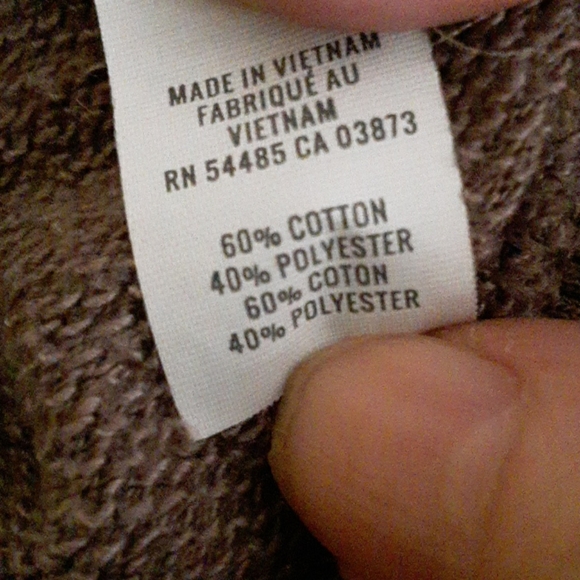 MADE IN VIETNAM
FABRIQUÉ AU
VIETNAM
RN 54485 CA 03873
60% COTTON
40% POLYESTER
60% COTON
40% POLYESTER